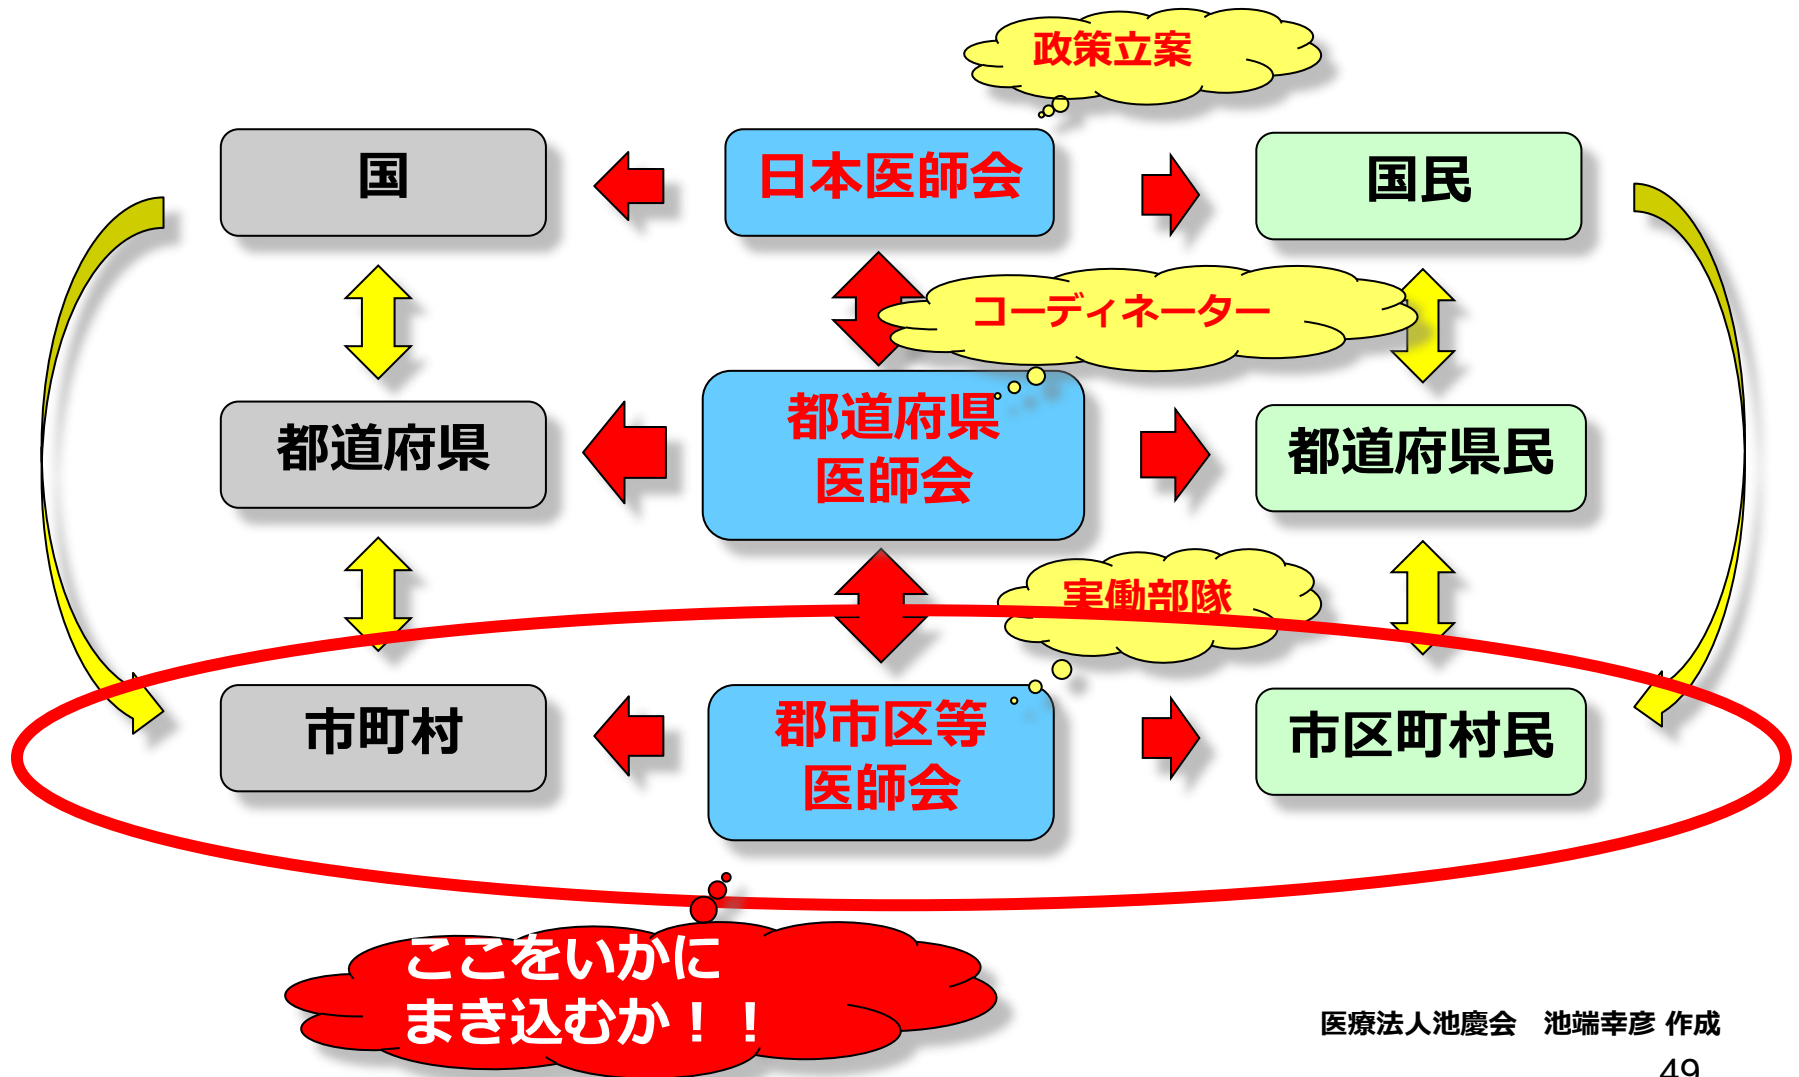 政策立案
国
日本医師会
国民
コーディネーター
都道府県
都道府県
医師会
都道府県民
実働部隊
市町村
郡市区等
医師会
市区町村民
ここをいかに
まき込むか！！
医療法人池慶会　池端幸彦 作成
49